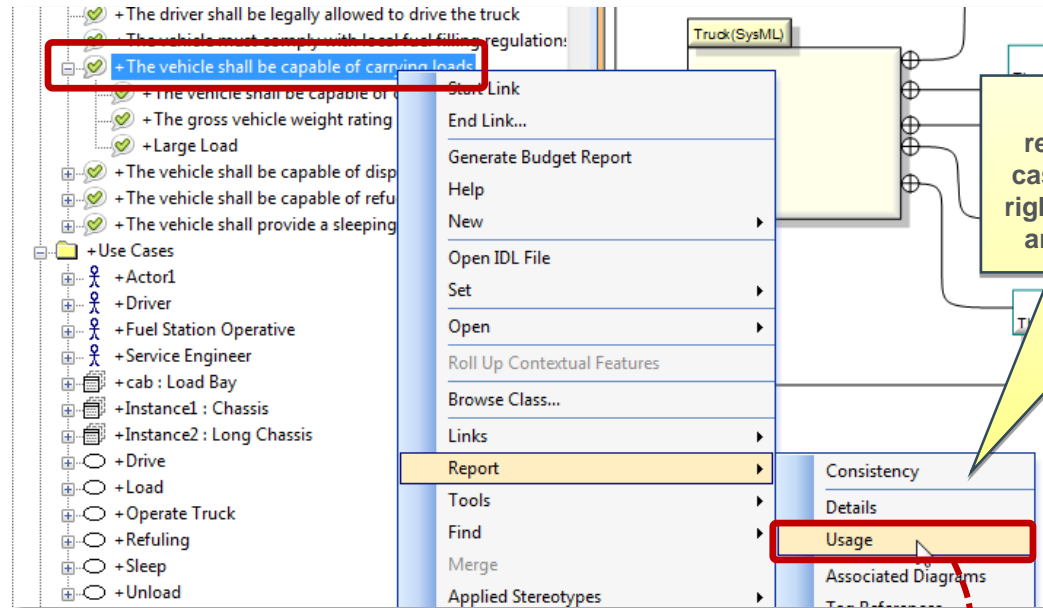 +The driver shall be legally allowed to drive the truck
+The vehicle must comply with local fuel filling regulations
+The vehicle shall be capable of carrying loads
+The vehicle shall be capable of
+The gross vehicle weight rating
+Large Load
+The vehicle shall be capable of disp
+The vehicle shall be capable of refu
+The vehicle shall provide a sleeping
+Use Cases
+Actor1
+Driver
+Fuel Station Operative
+Service Engineer
+cab : Load Bay
+Instance1 : Chassis
+Instance2 : Long Chassis
+Drive
+Load
+Operate Truck
+Refuling
+Sleep
+Unload
Start Link
End Link...
Generate Budget Report
Help
New
Open IDL File
Set
Open
Roll Up Contextual Features
Browse Class...
Links
Report
Tools
Find
Merge
Applied Stereotypes
Consistency
Details
Usage
Associated Diagrams
Tag References
Truck(SysML)
re
cas
righ
an